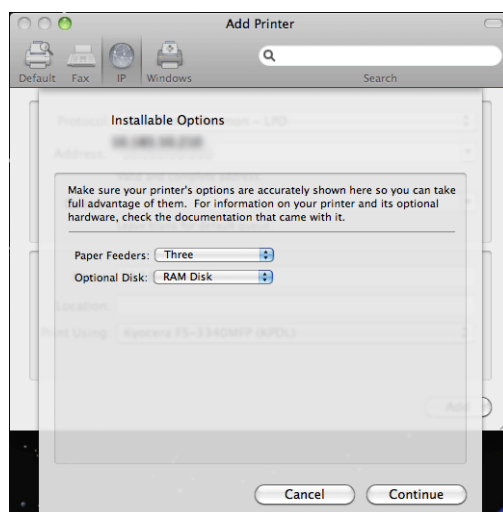 Add Printer
Default Fax IP Windows Search
Installable Options
Protocol: – LPD
Address:
Make sure your printer's options are accurately shown here so you can take
full advantage of them. For information on your printer and its optional
hardware, check the documentation that came with it.
Paper Feeders: Three
Optional Disk: RAM Disk
Location:
Print Using: Kyocera FS-3140MFP (KPDL)
Add
Cancel Continue